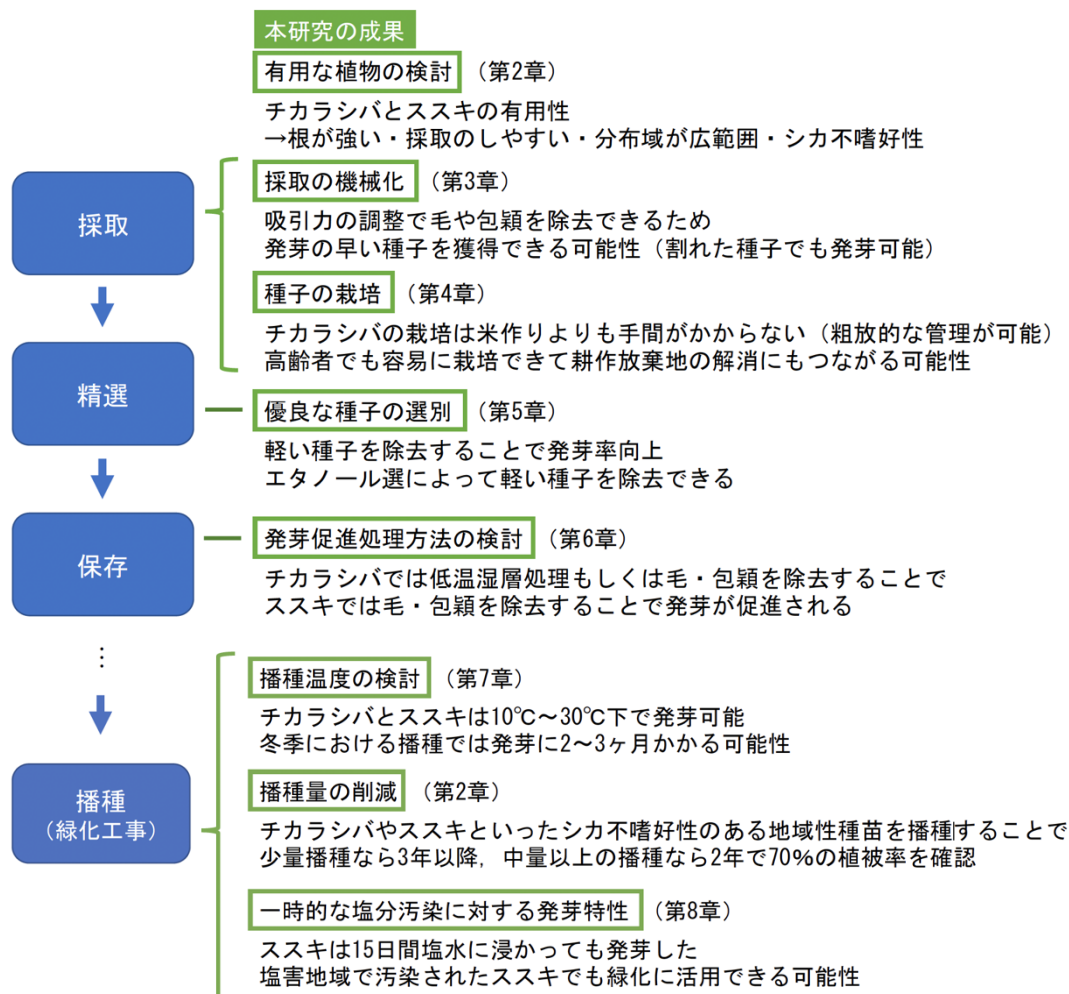 本研究の成果
有用な植物の検討 （第2章）
チカラシバとススキの有用性
→根が強い・採取のしやすい・分布域が広範囲・シカ不嗜好性
採取
採取の機械化 （第3章）
吸引力の調整で毛や包穎を除去できるため
発芽の早い種子を獲得できる可能性（割れた種子でも発芽可能）
種子の栽培 （第4章）
チカラシバの栽培は米作りよりも手間がかからない（粗放的な管理が可能）
高齢者でも容易に栽培できて耕作放棄地の解消にもつながる可能性
精選
優良な種子の選別 （第5章）
軽い種子を除去することで発芽率向上
エタノール選によって軽い種子を除去できる
保存
発芽促進処理方法の検討 （第6章）
チカラシバでは低温湿層処理もしくは毛・包穎を除去することで
ススキでは毛・包穎を除去することで発芽が促進される
…
播種
（緑化工事）
播種温度の検討 （第7章）
チカラシバとススキは10℃～30℃下で発芽可能
冬季における播種では発芽に2～3ヶ月かかる可能性
播種量の削減 （第2章）
チカラシバやススキといったシカ不嗜好性のある地域性種苗を播種することで
少量播種なら3年以降，中量以上の播種なら2年で70%の植被率を確認
一時的な塩分汚染に対する発芽特性 （第8章）
ススキは15日間塩水に浸かっても発芽した
塩害地域で汚染されたススキでも緑化に活用できる可能性